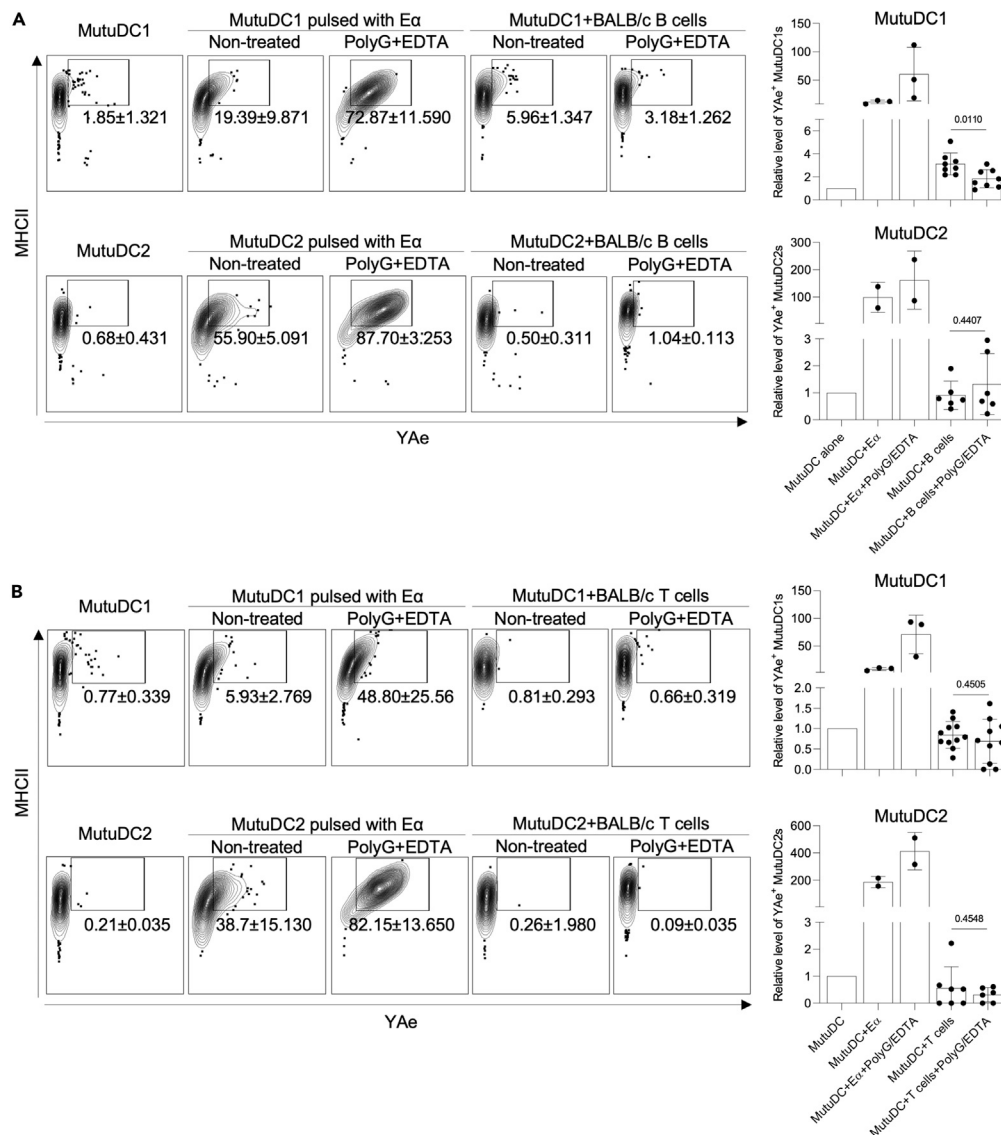 A
MutuDC1
MutuDC1 pulsed with Eα
MutuDC1+BALB/c B cells
Non-treated
PolyG+EDTA
Non-treated
PolyG+EDTA
1.85±1.321
19.39±9.871
72.87±11.590
5.96±1.347
3.18±1.262
MutuDC2
MutuDC2 pulsed with Eα
MutuDC2+BALB/c B cells
Non-treated
PolyG+EDTA
Non-treated
PolyG+EDTA
0.68±0.431
55.90±5.091
87.70±3.253
0.50±0.311
1.04±0.113
MHCII
YAe
MutuDC1
Relative level of YAe⁺ MutuDC1s
150
100
50
6
4
2
0
0.0110
MutuDC2
Relative level of YAe⁺ MutuDC2s
300
200
100
3
2
1
0
0.4407
MutuDC alone
MutuDC+Eα
MutuDC+Eα+PolyG/EDTA
MutuDC+B cells
MutuDC+B cells+PolyG/EDTA
B
MutuDC1
MutuDC1 pulsed with Eα
MutuDC1+BALB/c T cells
Non-treated
PolyG+EDTA
Non-treated
PolyG+EDTA
0.77±0.339
5.93±2.769
48.80±25.56
0.81±0.293
0.66±0.319
MutuDC2
MutuDC2 pulsed with Eα
MutuDC2+BALB/c T cells
Non-treated
PolyG+EDTA
Non-treated
PolyG+EDTA
0.21±0.035
38.7±15.130
82.15±13.650
0.26±1.980
0.09±0.035
MHCII
YAe
MutuDC1
Relative level of YAe⁺ MutuDC1s
150
100
50
2.0
1.5
1.0
0.5
0.0
0.4505
MutuDC2
Relative level of YAe⁺ MutuDC2s
600
400
200
3
2
1
0
0.4548
MutuDC
MutuDC+Eα
MutuDC+Eα+PolyG/EDTA
MutuDC+T cells
MutuDC+T cells+PolyG/EDTA